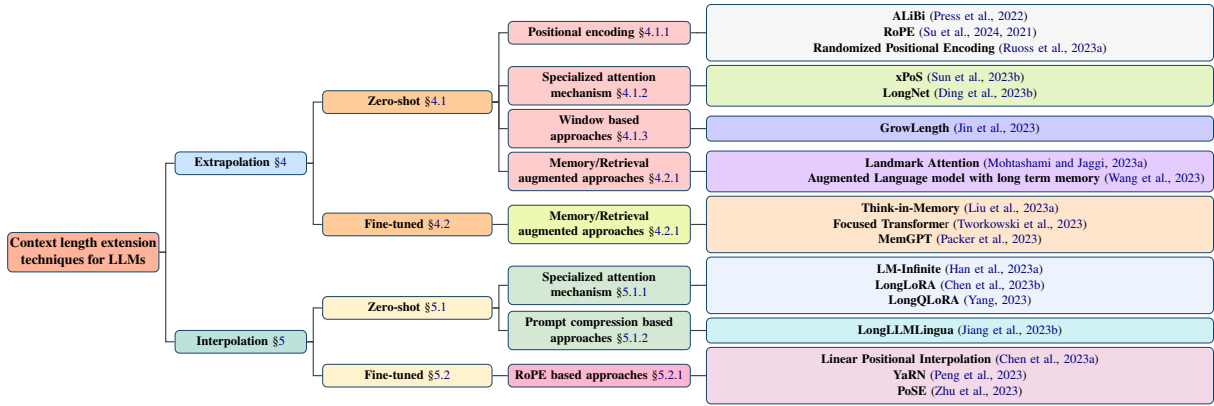 Context length extension
techniques for LLMs
Extrapolation §4
Zero-shot §4.1
Positional encoding §4.1.1
ALiBi (Press et al., 2022)
RoPE (Su et al., 2024, 2021)
Randomized Positional Encoding (Ruoss et al., 2023a)
Specialized attention
mechanism §4.1.2
xPoS (Sun et al., 2023b)
LongNet (Ding et al., 2023b)
Window based
approaches §4.1.3
GrowLength (Jin et al., 2023)
Memory/Retrieval
augmented approaches §4.2.1
Landmark Attention (Mohtashami and Jaggi, 2023a)
Augmented Language model with long term memory (Wang et al., 2023)
Fine-tuned §4.2
Memory/Retrieval
augmented approaches §4.2.1
Think-in-Memory (Liu et al., 2023a)
Focused Transformer (Tworkowski et al., 2023)
MemGPT (Packer et al., 2023)
Interpolation §5
Zero-shot §5.1
Specialized attention
mechanism §5.1.1
LM-Infinite (Han et al., 2023a)
LongLoRA (Chen et al., 2023b)
LongQLoRA (Yang, 2023)
Prompt compression based
approaches §5.1.2
LongLLMLingua (Jiang et al., 2023b)
Fine-tuned §5.2
RoPE based approaches §5.2.1
Linear Positional Interpolation (Chen et al., 2023a)
YaRN (Peng et al., 2023)
PoSE (Zhu et al., 2023)